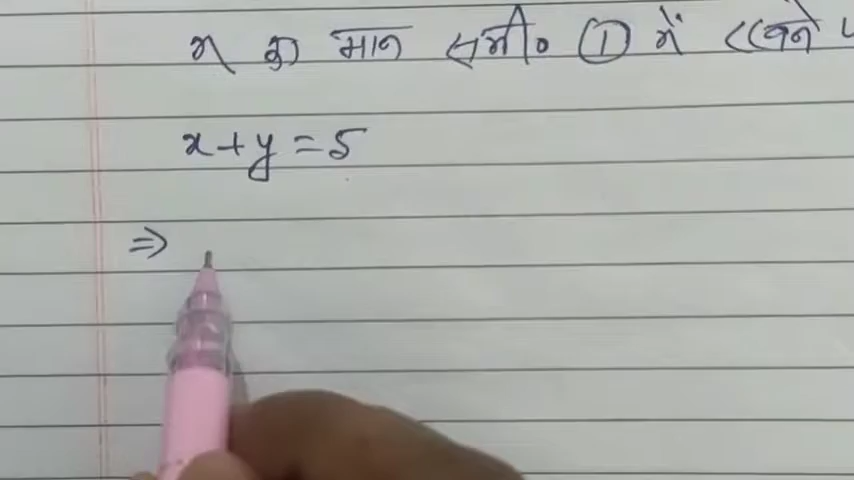 x का मान समी० ① में रखने
x + y = 5
⇒